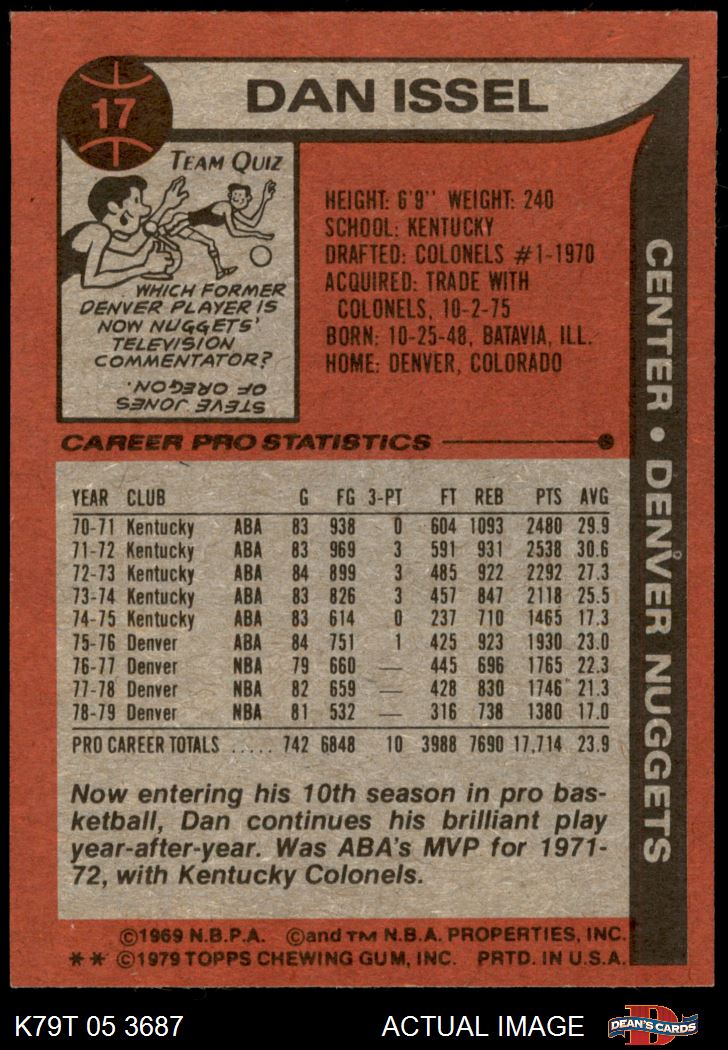 17
DAN ISSEL
TEAM QUIZ
WHICH FORMER
DENVER PLAYER IS
NOW NUGGETS'
TELEVISION
COMMENTATOR?
STEVE JONES
OF OREGON.
HEIGHT: 6'9'' WEIGHT: 240
SCHOOL: KENTUCKY
DRAFTED: COLONELS #1-1970
ACQUIRED: TRADE WITH
COLONELS, 10-2-75
BORN: 10-25-48, BATAVIA, ILL.
HOME: DENVER, COLORADO
CENTER • DENVER NUGGETS
CAREER PRO STATISTICS
YEAR CLUB G FG 3-PT FT REB PTS AVG
70-71 Kentucky ABA 83 938 0 604 1093 2480 29.9
71-72 Kentucky ABA 83 969 3 591 931 2538 30.6
72-73 Kentucky ABA 84 899 3 485 922 2292 27.3
73-74 Kentucky ABA 83 826 3 457 847 2118 25.5
74-75 Kentucky ABA 83 614 0 237 710 1465 17.3
75-76 Denver ABA 84 751 1 425 923 1930 23.0
76-77 Denver NBA 79 660 — 445 696 1765 22.3
77-78 Denver NBA 82 659 — 428 830 1746 21.3
78-79 Denver NBA 81 532 — 316 738 1380 17.0
PRO CAREER TOTALS ..... 742 6848 10 3988 7690 17,714 23.9
Now entering his 10th season in pro bas-
ketball, Dan continues his brilliant play
year-after-year. Was ABA's MVP for 1971-
72, with Kentucky Colonels.
©1969 N.B.P.A. ©and TM N.B.A. PROPERTIES, INC.
** ©1979 TOPPS CHEWING GUM, INC. PRTD. IN U.S.A.
K79T 05 3687
ACTUAL IMAGE
D
DEAN'S CARDS